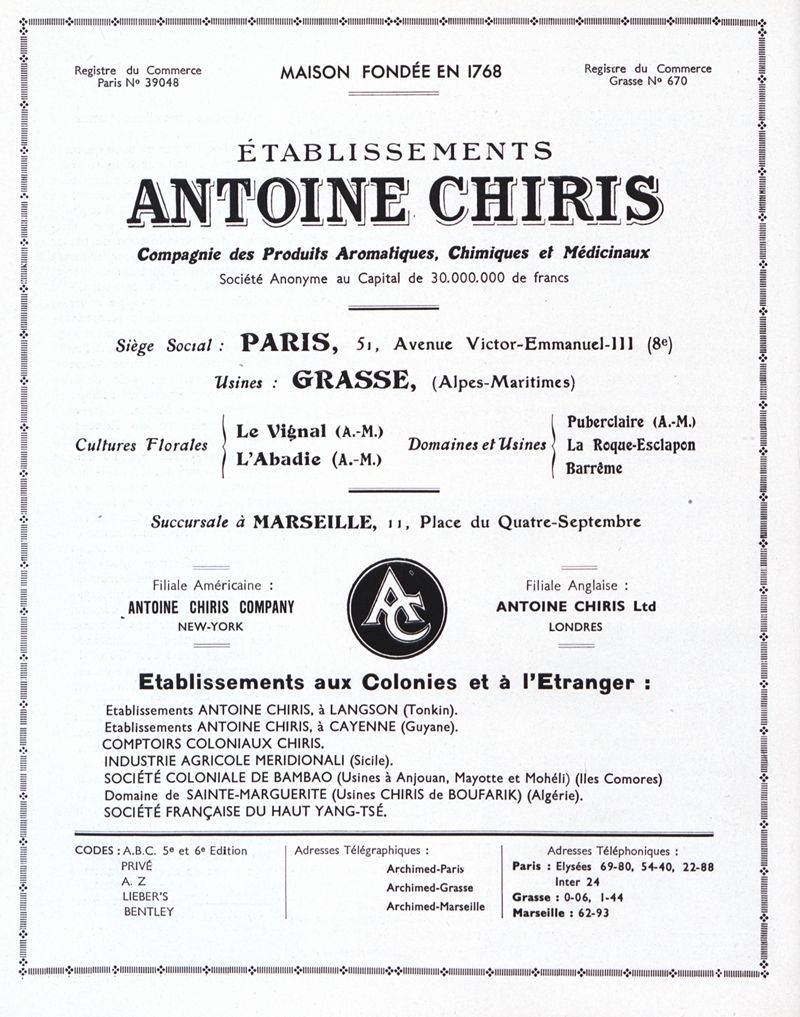 Registre du Commerce
Paris Nº 39048
MAISON FONDÉE EN 1768
Registre du Commerce
Grasse Nº 670
ÉTABLISSEMENTS
ANTOINE CHIRIS
Compagnie des Produits Aromatiques, Chimiques et Médicinaux
Société Anonyme au Capital de 30.000.000 de francs
Siège Social : PARIS, 51, Avenue Victor-Emmanuel-III (8e)
Usines : GRASSE, (Alpes-Maritimes)
Cultures Florales
Le Vignal (A.-M.)
L'Abadie (A.-M.)
Domaines et Usines
Puberclaire (A.-M.)
La Roque-Esclapon
Barrême
Succursale à MARSEILLE, 11, Place du Quatre-Septembre
Filiale Américaine :
ANTOINE CHIRIS COMPANY
NEW-YORK
AC
Filiale Anglaise :
ANTOINE CHIRIS Ltd
LONDRES
Etablissements aux Colonies et à l'Etranger :
Etablissements ANTOINE CHIRIS, à LANGSON (Tonkin).
Etablissements ANTOINE CHIRIS, à CAYENNE (Guyane).
COMPTOIRS COLONIAUX CHIRIS.
INDUSTRIE AGRICOLE MERIDIONALI (Sicile).
SOCIÉTÉ COLONIALE DE BAMBAO (Usines à Anjouan, Mayotte et Mohéli) (Iles Comores)
Domaine de SAINTE-MARGUERITE (Usines CHIRIS de BOUFARIK) (Algérie).
SOCIÉTÉ FRANÇAISE DU HAUT YANG-TSÉ.
CODES : A.B.C. 5e et 6e Edition
PRIVÉ
A. Z
LIEBER'S
BENTLEY
Adresses Télégraphiques :
Archimed-Paris
Archimed-Grasse
Archimed-Marseille
Adresses Téléphoniques :
Paris : Elysées 69-80, 54-40, 22-88
Inter 24
Grasse : 0-06, 1-44
Marseille : 62-93